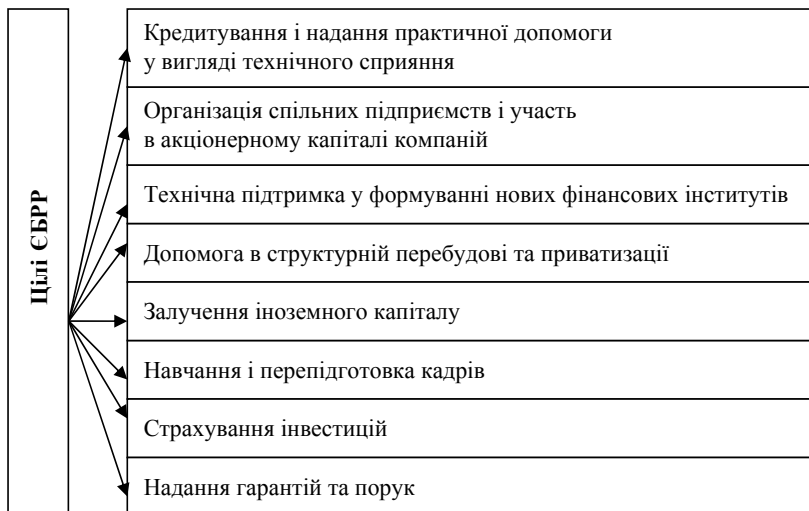 Цілі ЄБРР
Кредитування і надання практичної допомоги
у вигляді технічного сприяння
Організація спільних підприємств і участь
в акціонерному капіталі компаній
Технічна підтримка у формуванні нових фінансових інститутів
Допомога в структурній перебудові та приватизації
Залучення іноземного капіталу
Навчання і перепідготовка кадрів
Страхування інвестицій
Надання гарантій та порук